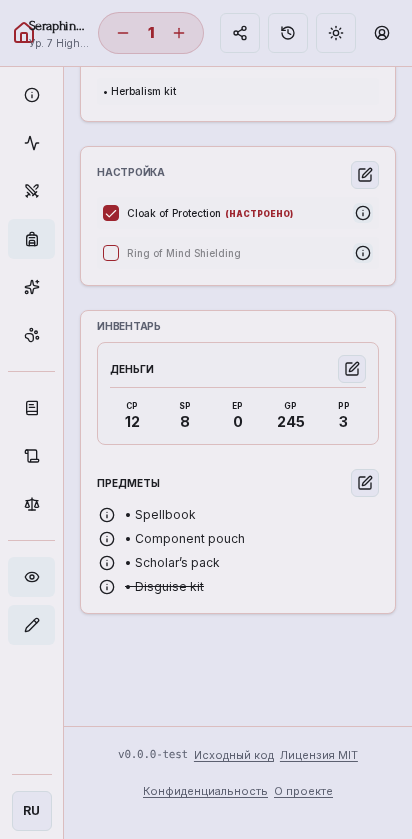 Seraphin...
Ур. 7 High...
1
• Herbalism kit
НАСТРОЙКА
Cloak of Protection (НАСТРОЕНО)
Ring of Mind Shielding
ИНВЕНТАРЬ
ДЕНЬГИ
CP SP EP GP PP
12 8 0 245 3
ПРЕДМЕТЫ
• Spellbook
• Component pouch
• Scholar’s pack
• Disguise kit
v0.0.0-test Исходный код Лицензия MIT
Конфиденциальность О проекте
RU